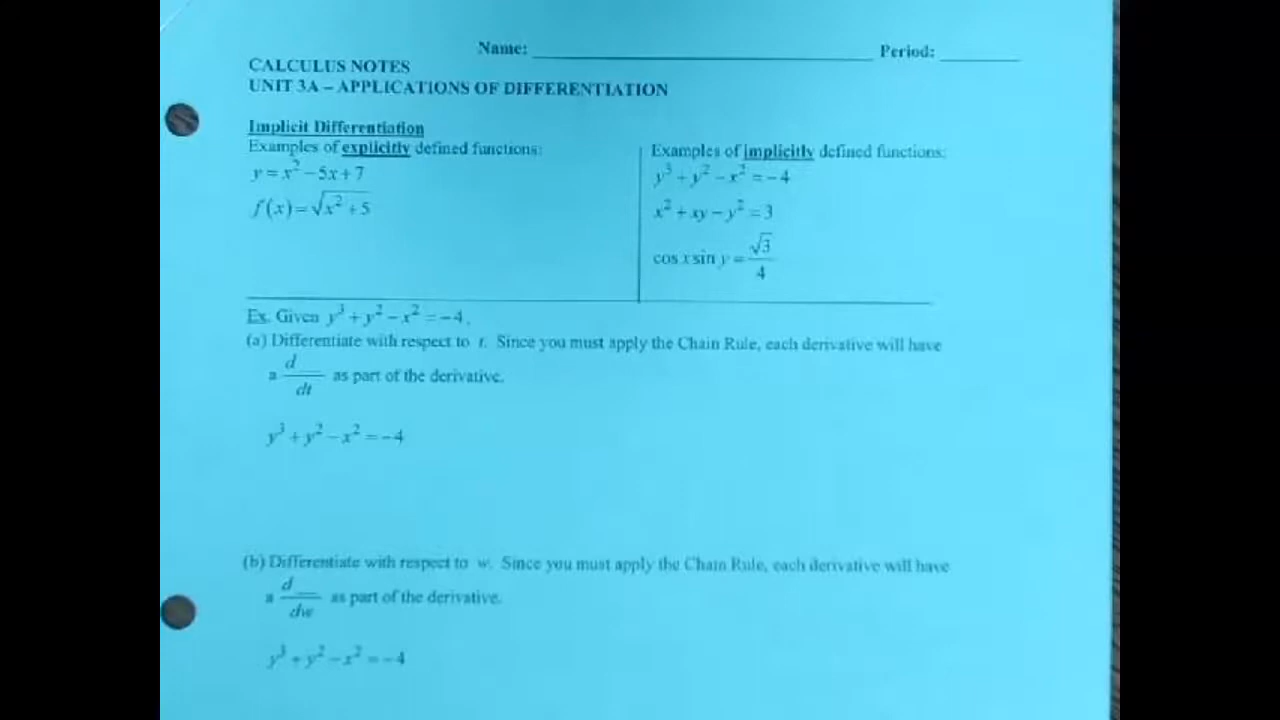 Name: ____________ Period: ______
CALCULUS NOTES
UNIT 3A – APPLICATIONS OF DIFFERENTIATION
Implicit Differentiation
Examples of explicitly defined functions:
y = x² − 5x + 7
f(x) = √(x² + 5)
Examples of implicitly defined functions:
y³ + y² − x² = −4
x² + xy − y² = 3
cos x sin y = √3/4
Ex. Given y³ + y² − x² = −4,
(a) Differentiate with respect to t. Since you must apply the Chain Rule, each derivative will have
a d__/dt as part of the derivative.
y³ + y² − x² = −4
(b) Differentiate with respect to w. Since you must apply the Chain Rule, each derivative will have
a d__/dw as part of the derivative.
y³ + y² − x² = −4